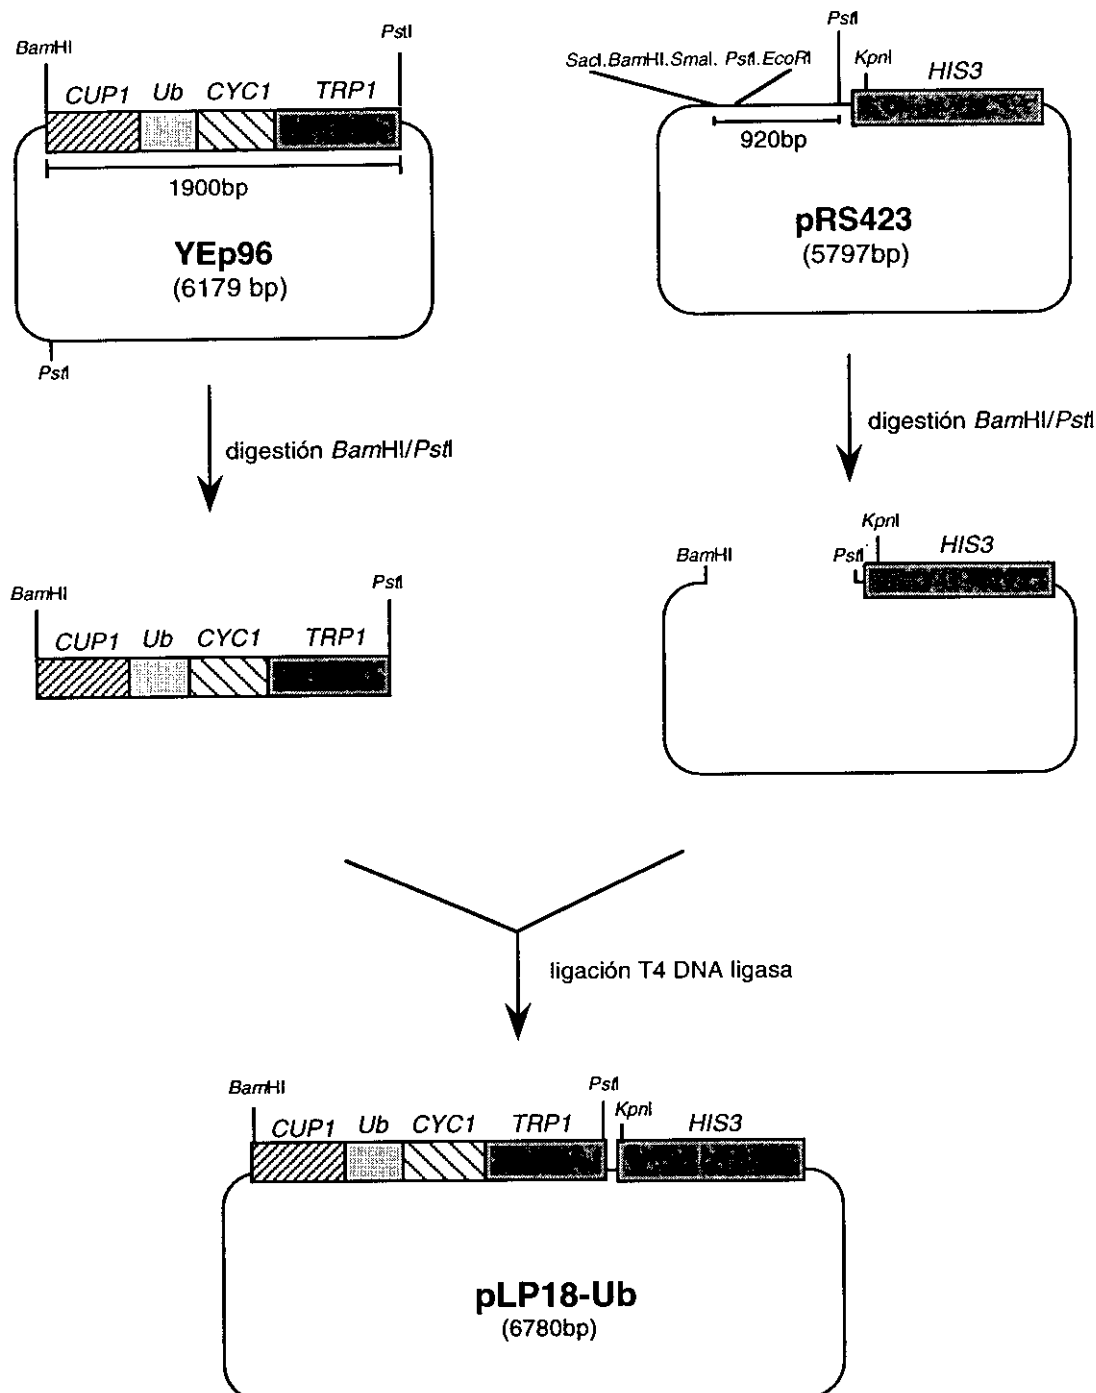 BamHI
PstI
CUP1 Ub CYC1 TRP1
1900bp
YEp96
(6179 bp)
PstI
digestión BamHI/PstI
BamHI
PstI
CUP1 Ub CYC1 TRP1
PstI
SacI.BamHI.SmaI. PstI.EcoRI
KpnI
HIS3
920bp
pRS423
(5797bp)
digestión BamHI/PstI
KpnI
BamHI
PstI
HIS3
ligación T4 DNA ligasa
BamHI
PstI
CUP1 Ub CYC1 TRP1
KpnI
HIS3
pLP18-Ub
(6780bp)